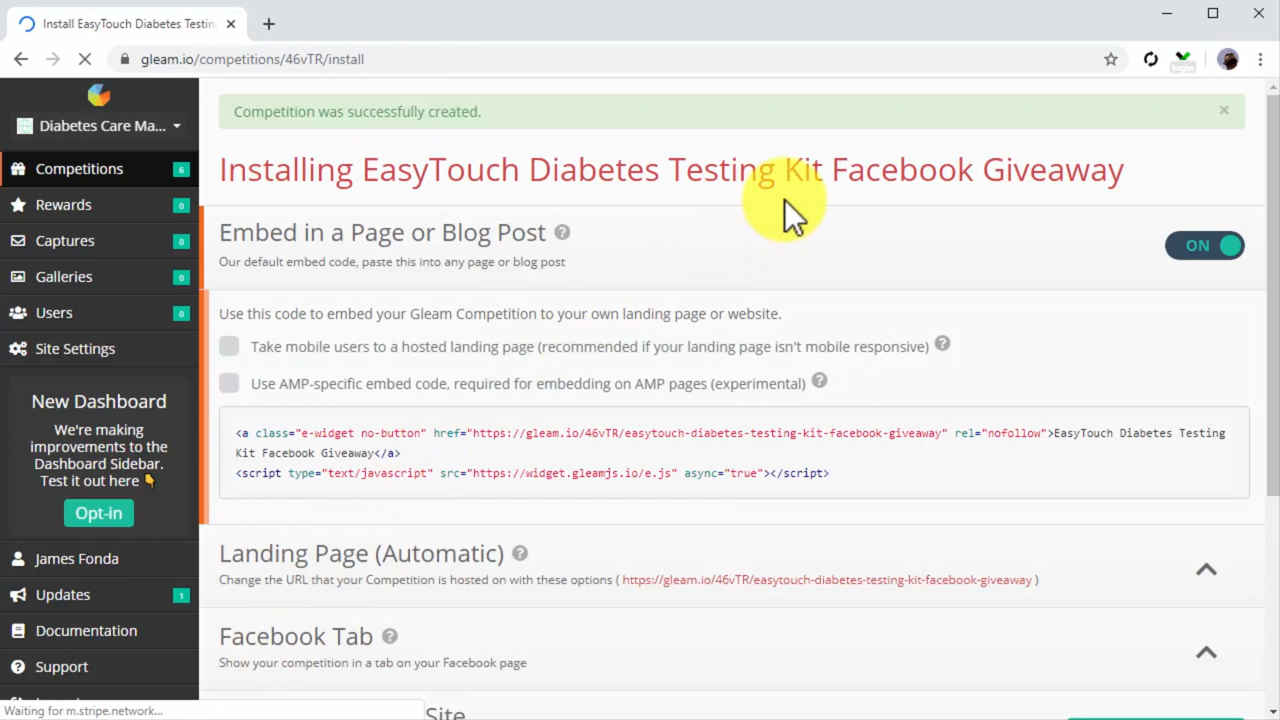 Install EasyTouch Diabetes Testin
gleam.io/competitions/46vTR/install
Diabetes Care Ma...
Competitions 6
Rewards 0
Captures 0
Galleries 0
Users 0
Site Settings
New Dashboard
We're making
improvements to the
Dashboard Sidebar.
Test it out here 👇
Opt-in
James Fonda
Updates 1
Documentation
Support
Waiting for m.stripe.network...
Competition was successfully created. ×
Installing EasyTouch Diabetes Testing Kit Facebook Giveaway
Embed in a Page or Blog Post ?
Our default embed code, paste this into any page or blog post
ON
Use this code to embed your Gleam Competition to your own landing page or website.
Take mobile users to a hosted landing page (recommended if your landing page isn't mobile responsive) ?
Use AMP-specific embed code, required for embedding on AMP pages (experimental) ?
<a class="e-widget no-button" href="https://gleam.io/46vTR/easytouch-diabetes-testing-kit-facebook-giveaway" rel="nofollow">EasyTouch Diabetes Testing
Kit Facebook Giveaway</a>
<script type="text/javascript" src="https://widget.gleamjs.io/e.js" async="true"></script>
Landing Page (Automatic) ?
Change the URL that your Competition is hosted on with these options ( https://gleam.io/46vTR/easytouch-diabetes-testing-kit-facebook-giveaway )
Facebook Tab ?
Show your competition in a tab on your Facebook page
Site